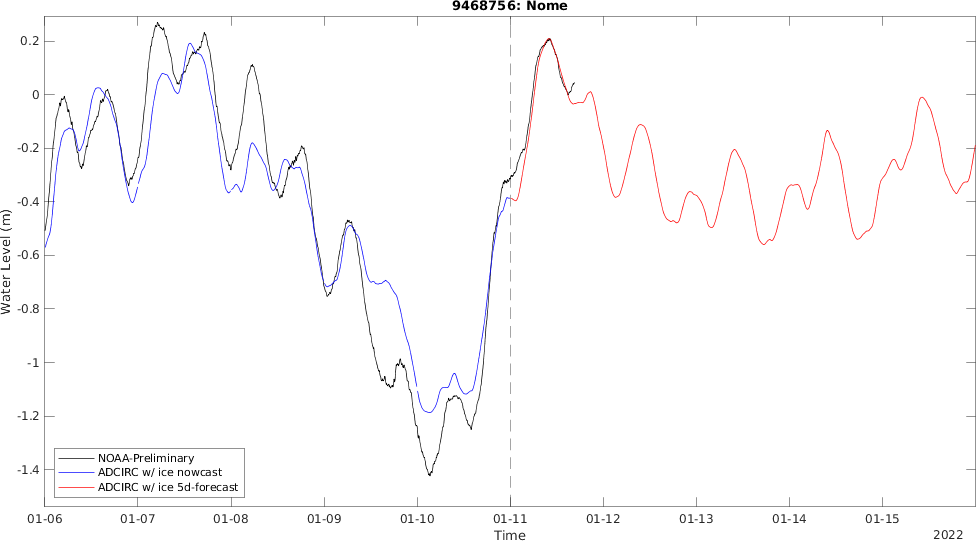 9468756: Nome
0.2
0
-0.2
-0.4
-0.6
-0.8
-1
-1.2
-1.4
Water Level (m)
NOAA-Preliminary
ADCIRC w/ ice nowcast
ADCIRC w/ ice 5d-forecast
01-06 01-07 01-08 01-09 01-10 01-11 01-12 01-13 01-14 01-15
Time
2022